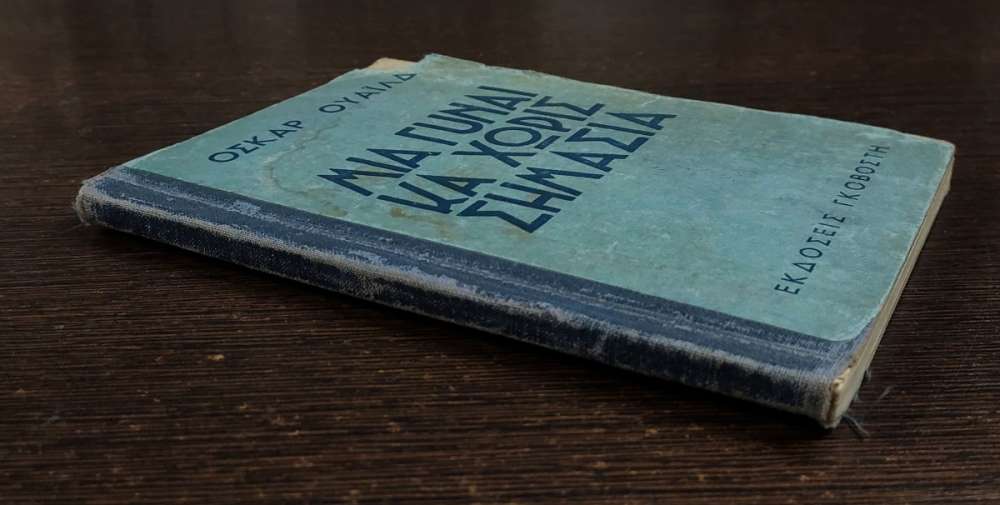 ΟΣΚΑΡ ΟΥΑΙΛΔ
ΜΙΑ ΓΥΝΑΙ
ΚΑ ΧΩΡΙΣ
ΣΗΜΑΣΙΑ
ΕΚΔΟΣΕΙΣ ΓΚΟΒΟΣΤΗ